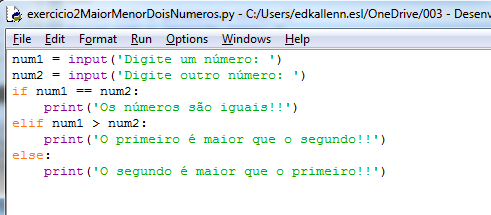 exercicio2MaiorMenorDoisNumeros.py - C:/Users/edkallenn.esl/OneDrive/003 - Desenv
File Edit Format Run Options Windows Help
num1 = input('Digite um número: ')
num2 = input('Digite outro número: ')
if num1 == num2:
    print('Os números são iguais!!')
elif num1 > num2:
    print('O primeiro é maior que o segundo!!')
else:
    print('O segundo é maior que o primeiro!!')